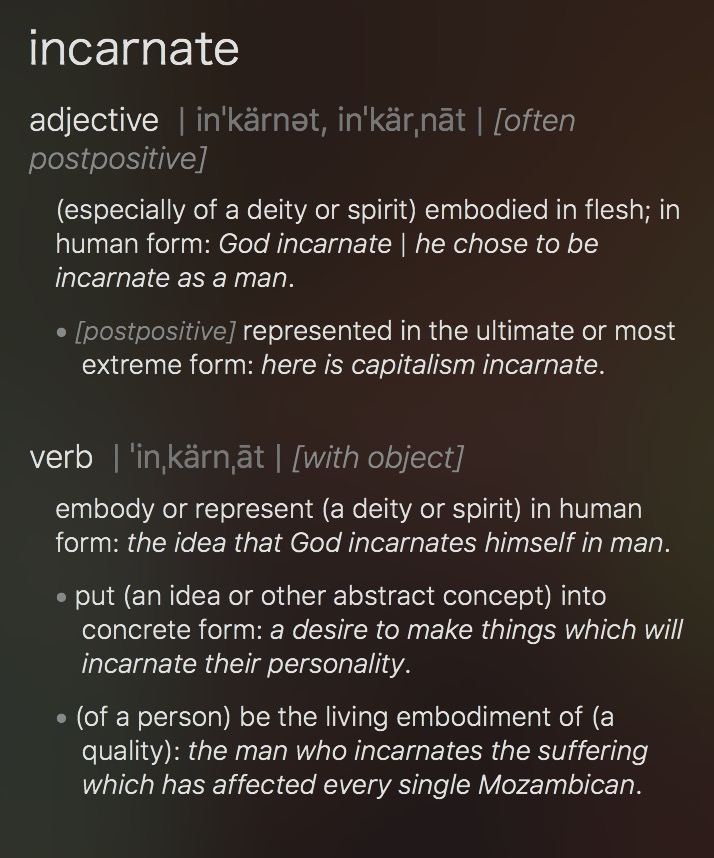 incarnate
adjective | inˈkärnət, inˈkärˌnāt | [often
postpositive]
(especially of a deity or spirit) embodied in flesh; in
human form: God incarnate | he chose to be
incarnate as a man.
• [postpositive] represented in the ultimate or most
extreme form: here is capitalism incarnate.
verb | ˈinˌkärnˌāt | [with object]
embody or represent (a deity or spirit) in human
form: the idea that God incarnates himself in man.
• put (an idea or other abstract concept) into
concrete form: a desire to make things which will
incarnate their personality.
• (of a person) be the living embodiment of (a
quality): the man who incarnates the suffering
which has affected every single Mozambican.